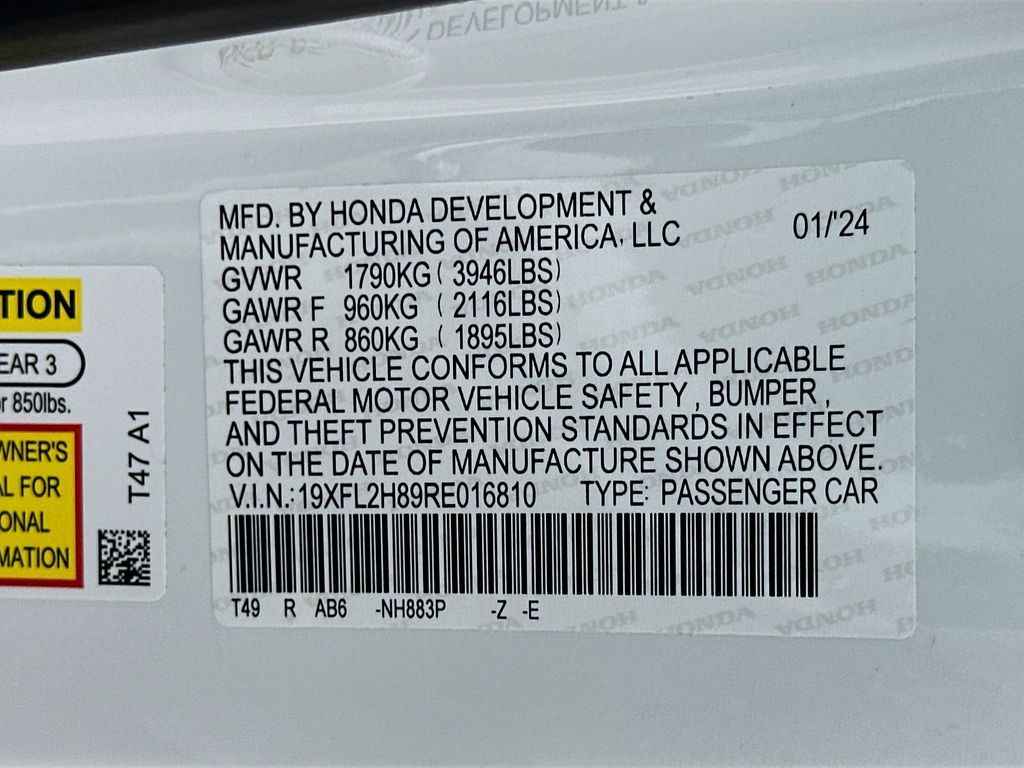 DEVELOPMENT &
MFD. BY HONDA DEVELOPMENT &
MANUFACTURING OF AMERICA, LLC 01/'24
GVWR 1790KG ( 3946LBS)
GAWR F 960KG ( 2116LBS)
GAWR R 860KG ( 1895LBS)
THIS VEHICLE CONFORMS TO ALL APPLICABLE
FEDERAL MOTOR VEHICLE SAFETY , BUMPER ,
AND THEFT PREVENTION STANDARDS IN EFFECT
ON THE DATE OF MANUFACTURE SHOWN ABOVE.
V.I.N.: 19XFL2H89RE016810 TYPE: PASSENGER CAR
T49 R AB6 -NH883P -Z -E
TION
EAR 3
r 850lbs.
WNER'S
AL FOR
ONAL
MATION
T47 A1
HONDA